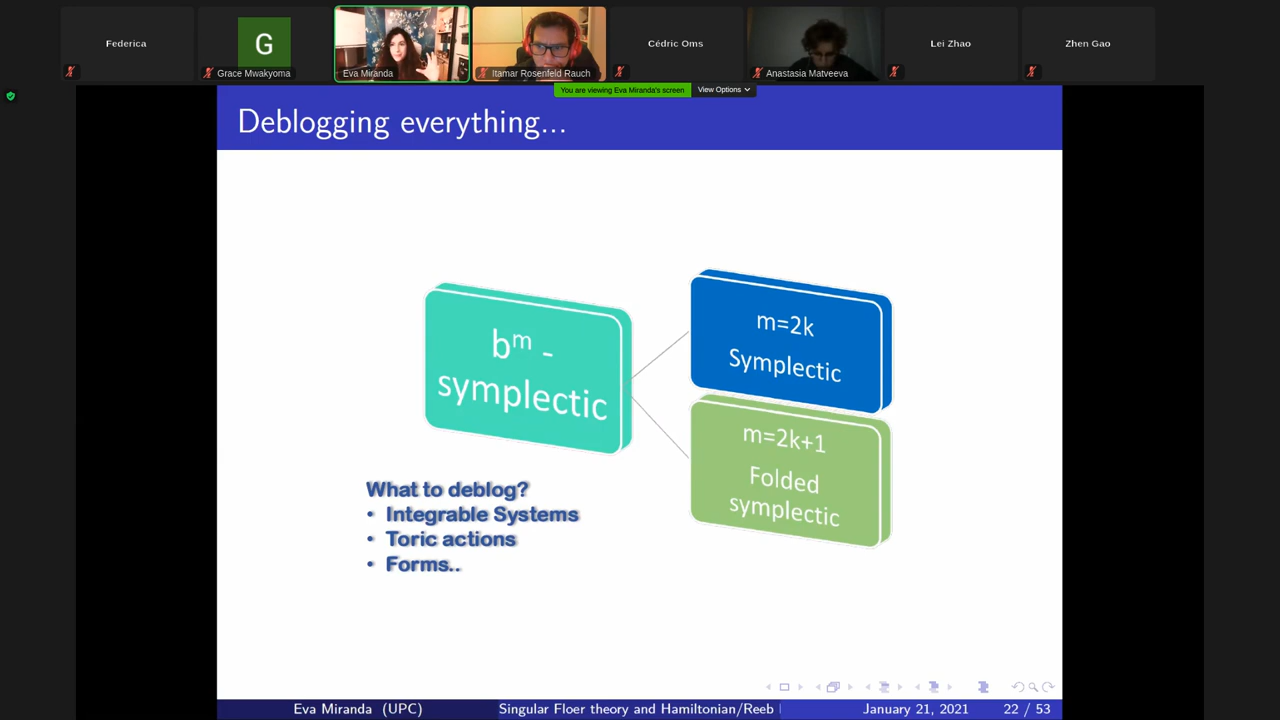 Federica
G
Grace Mwakyoma
Eva Miranda
Itamar Rosenfeld Rauch
Cédric Oms
Anastasia Matveeva
Lei Zhao
Zhen Gao
You are viewing Eva Miranda's screen
View Options
Deblogging everything...
bᵐ -
symplectic
m=2k
Symplectic
m=2k+1
Folded
symplectic
What to deblog?
• Integrable Systems
• Toric actions
• Forms..
Eva Miranda (UPC)
Singular Floer theory and Hamiltonian/Reeb
January 21, 2021
22 / 53